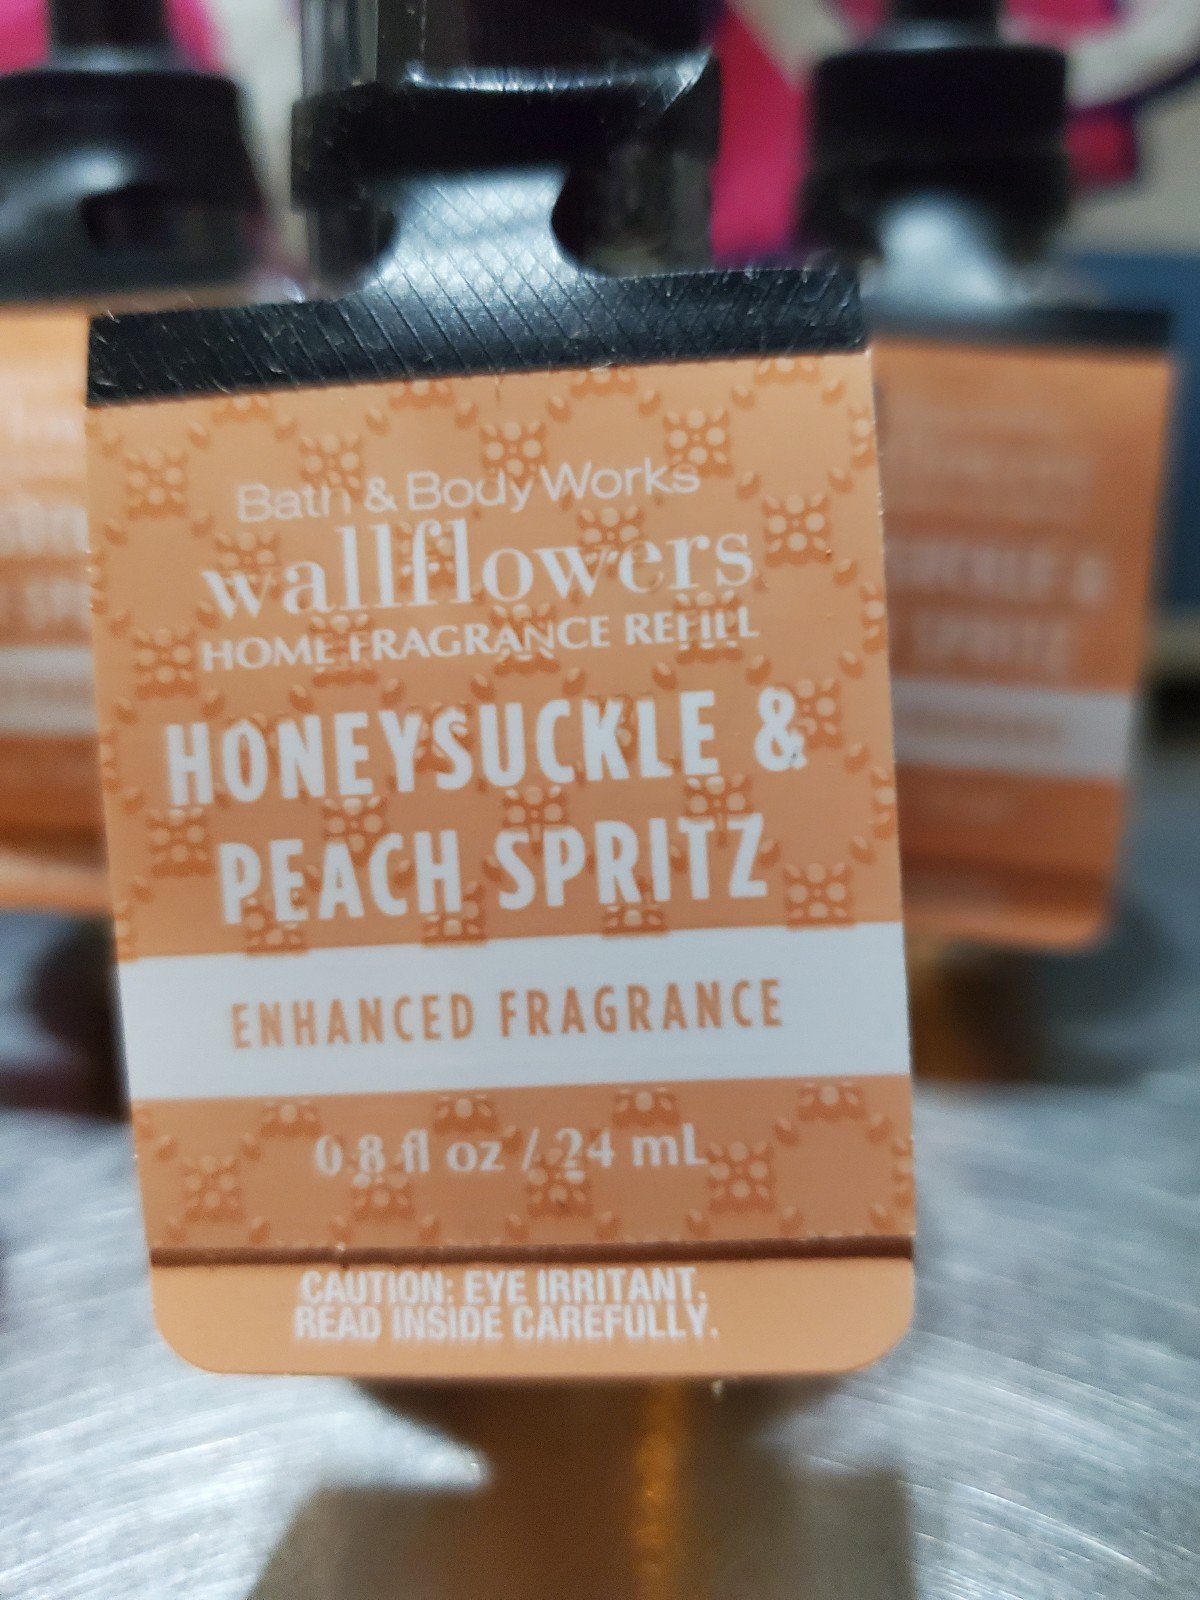 Bath & Body Works
wallflowers
HOME FRAGRANCE REFILL
HONEYSUCKLE &
PEACH SPRITZ
ENHANCED FRAGRANCE
0.8 fl oz / 24 mL
CAUTION: EYE IRRITANT.
READ INSIDE CAREFULLY.
SPRITZ